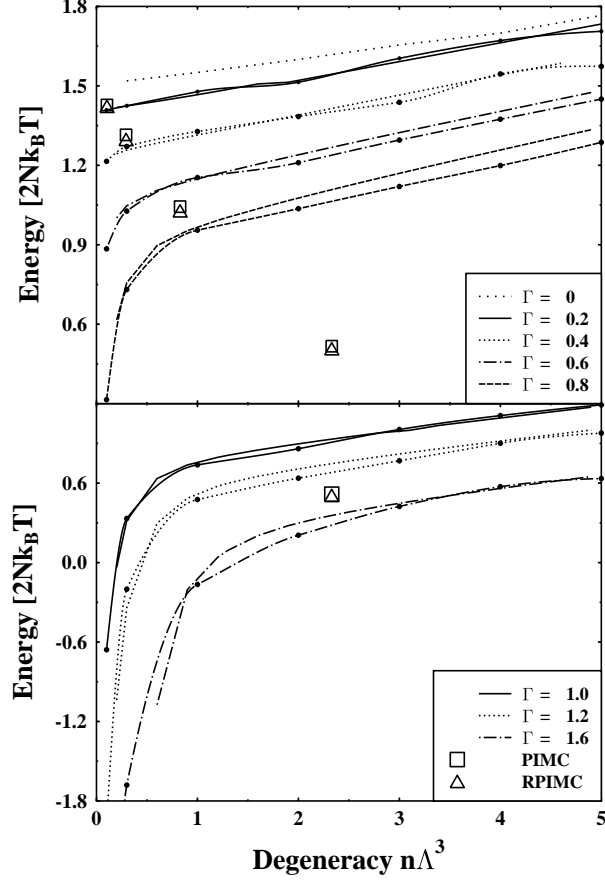 1.8
1.5
1.2
0.9
0.6
Energy [2Nk_BT]
Γ = 0
Γ = 0.2
Γ = 0.4
Γ = 0.6
Γ = 0.8
0.6
0.0
-0.6
-1.2
-1.8
Energy [2Nk_BT]
Γ = 1.0
Γ = 1.2
Γ = 1.6
PIMC
RPIMC
0 1 2 3 4 5
Degeneracy nΛ³